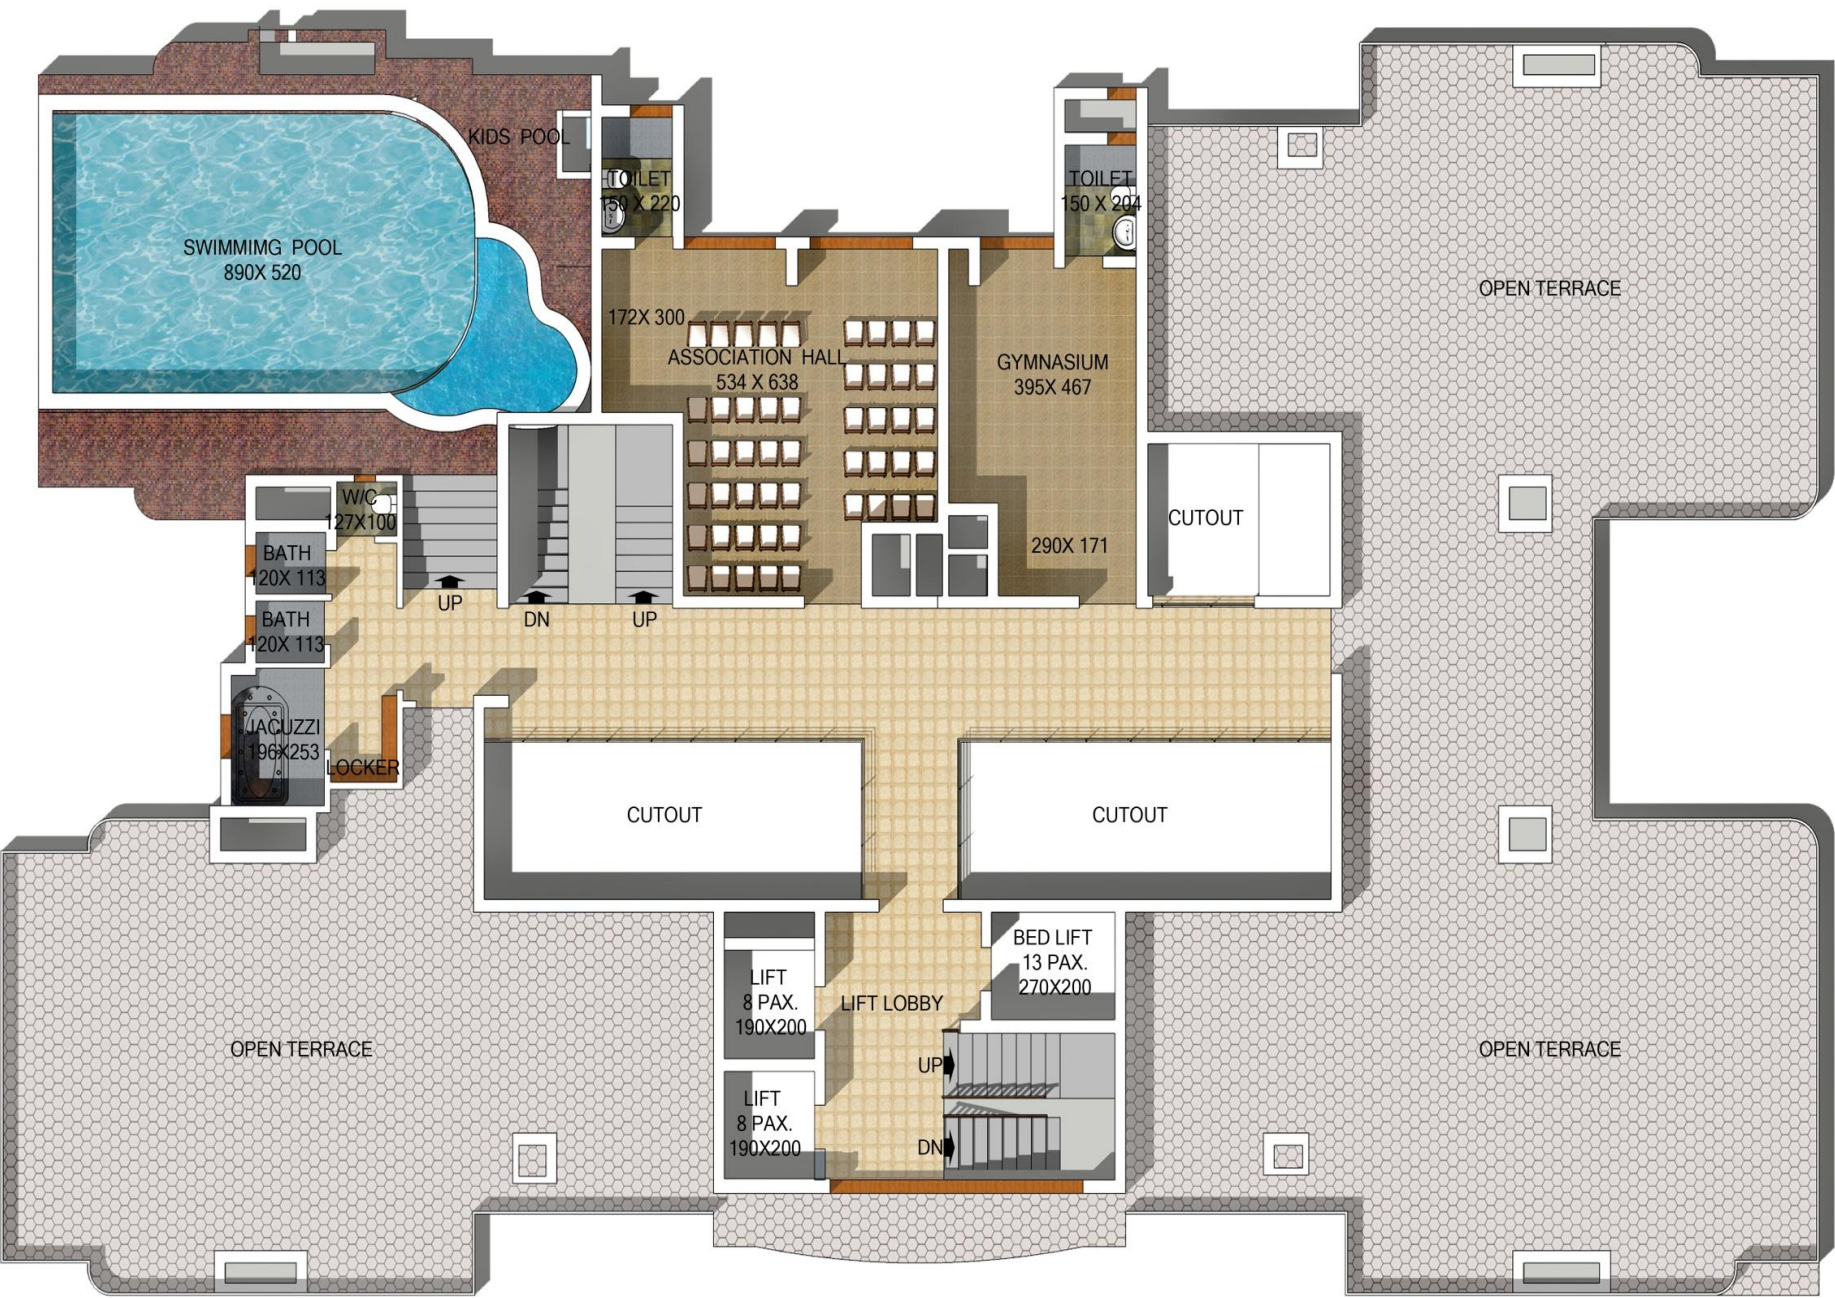 KIDS POOL
TOILET
150 X 220
TOILET
150 X 204
SWIMMIMG POOL
890X 520
OPEN TERRACE
172X 300
ASSOCIATION HALL
534 X 638
GYMNASIUM
395X 467
W/C
127X100
CUTOUT
290X 171
BATH
120X 113
UP
DN
UP
BATH
120X 113
JACUZZI
196X253
LOCKER
CUTOUT
CUTOUT
BED LIFT
13 PAX.
270X200
LIFT
8 PAX.
190X200
LIFT LOBBY
OPEN TERRACE
UP
OPEN TERRACE
LIFT
8 PAX.
190X200
DN